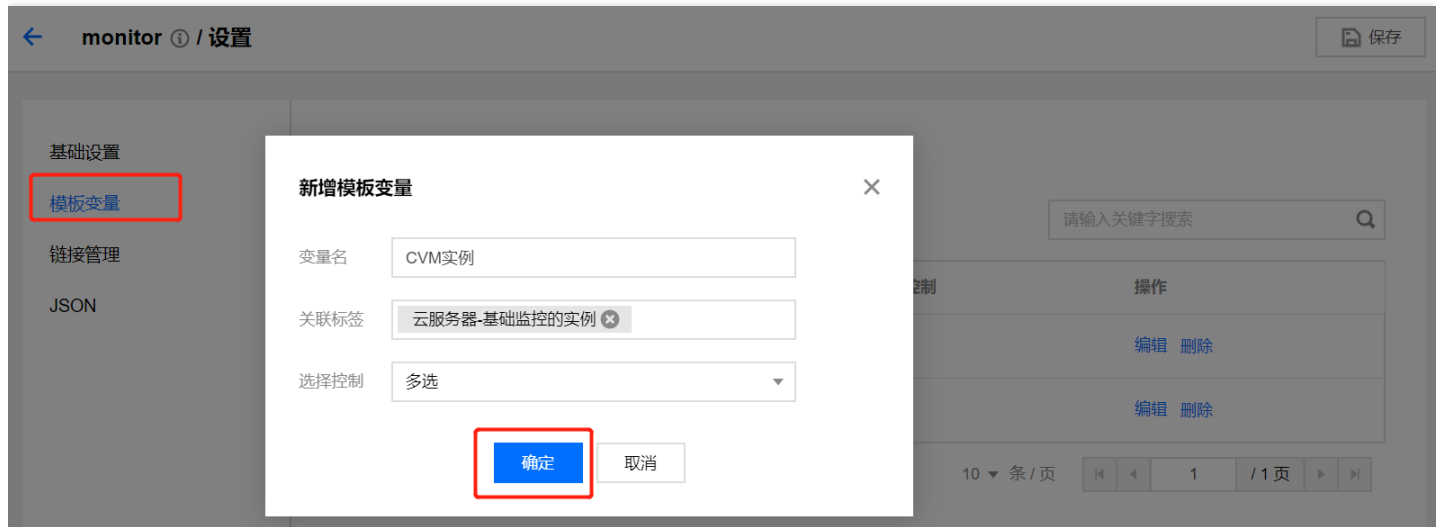 monitor / 设置
保存
基础设置
模板变量
链接管理
JSON
新增模板变量
变量名 CVM实例
关联标签 云服务器-基础监控的实例
选择控制 多选
确定 取消
请输入关键字搜索
控制 操作
编辑 删除
编辑 删除
10 条 / 页 1 / 1 页